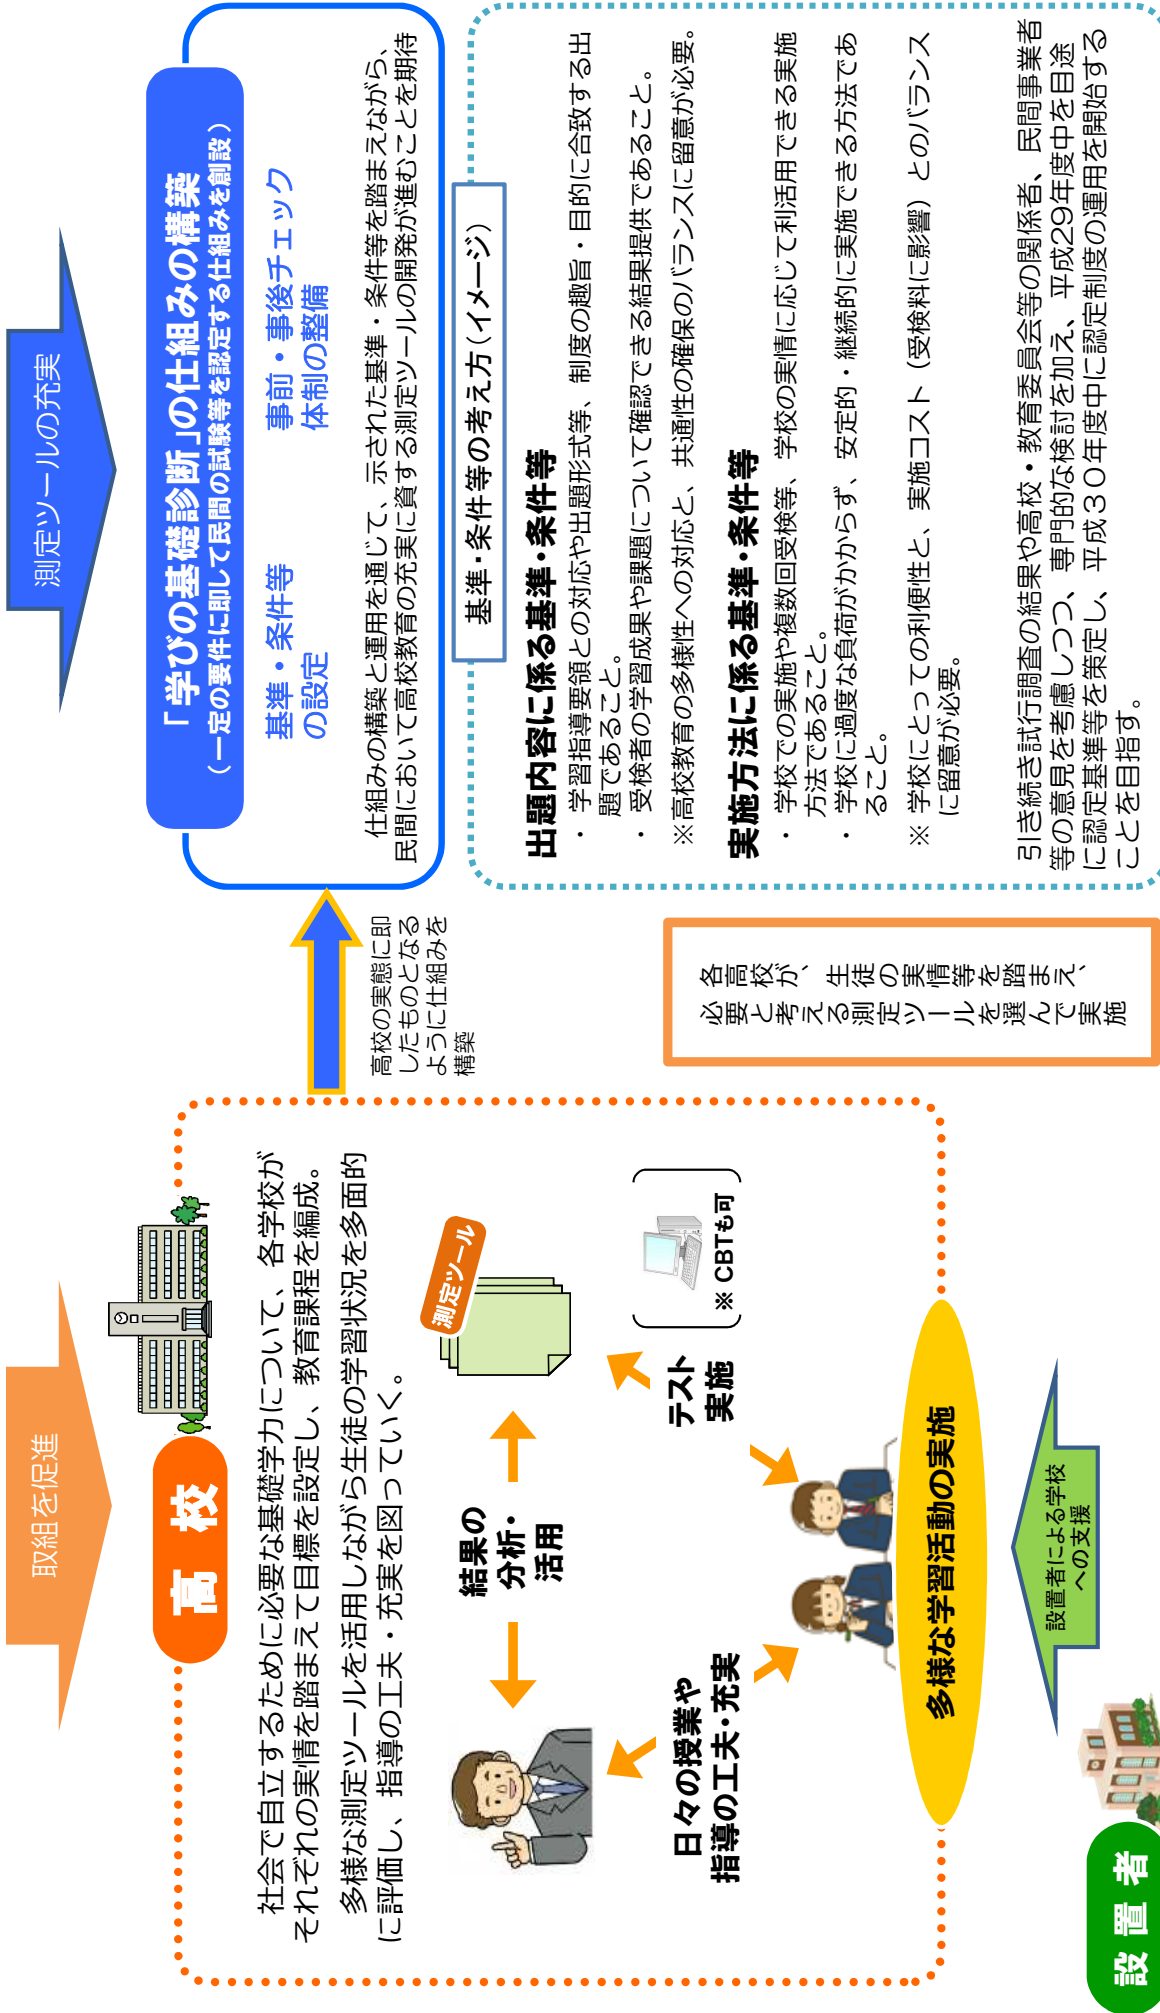 取組を促進
高　校
社会で自立するために必要な基礎学力について、各学校が
それぞれの実情を踏まえて目標を設定し、教育課程を編成。
多様な測定ツールを活用しながら生徒の学習状況を多面的
に評価し、指導の工夫・充実を図っていく。
結果の
分析・
活用
測定ツール
日々の授業や
指導の工夫・充実
テスト
実施
※ CBTも可
多様な学習活動の実施
設置者による学校
への支援
設 置 者
高校の実態に即
したものとなる
ように仕組みを
構築
各高校が、生徒の実情等を踏まえ、
必要と考える測定ツールを選んで実施
測定ツールの充実
「学びの基礎診断」の仕組みの構築
（一定の要件に即して民間の試験等を認定する仕組みを創設）
基準・条件等
の設定
事前・事後チェック
体制の整備
仕組みの構築と運用を通じて、示された基準・条件等を踏まえながら、
民間において高校教育の充実に資する測定ツールの開発が進むことを期待
基準・条件等の考え方（イメージ）
出題内容に係る基準・条件等
・ 学習指導要領との対応や出題形式等、制度の趣旨・目的に合致する出
題であること。
・ 受検者の学習成果や課題について確認できる結果提供であること。
※高校教育の多様性への対応と、共通性の確保のバランスに留意が必要。
実施方法に係る基準・条件等
・ 学校での実施や複数回受検等、学校の実情に応じて利活用できる実施
方法であること。
・ 学校に過度な負荷がかからず、安定的・継続的に実施できる方法であ
ること。
※ 学校にとっての利便性と、実施コスト（受検料に影響）とのバランス
に留意が必要。
引き続き試行調査の結果や高校・教育委員会等の関係者、民間事業者
等の意見を考慮しつつ、専門的な検討を加え、平成29年度中を目途
に認定基準等を策定し、平成３０年度中に認定制度の運用を開始する
ことを目指す。